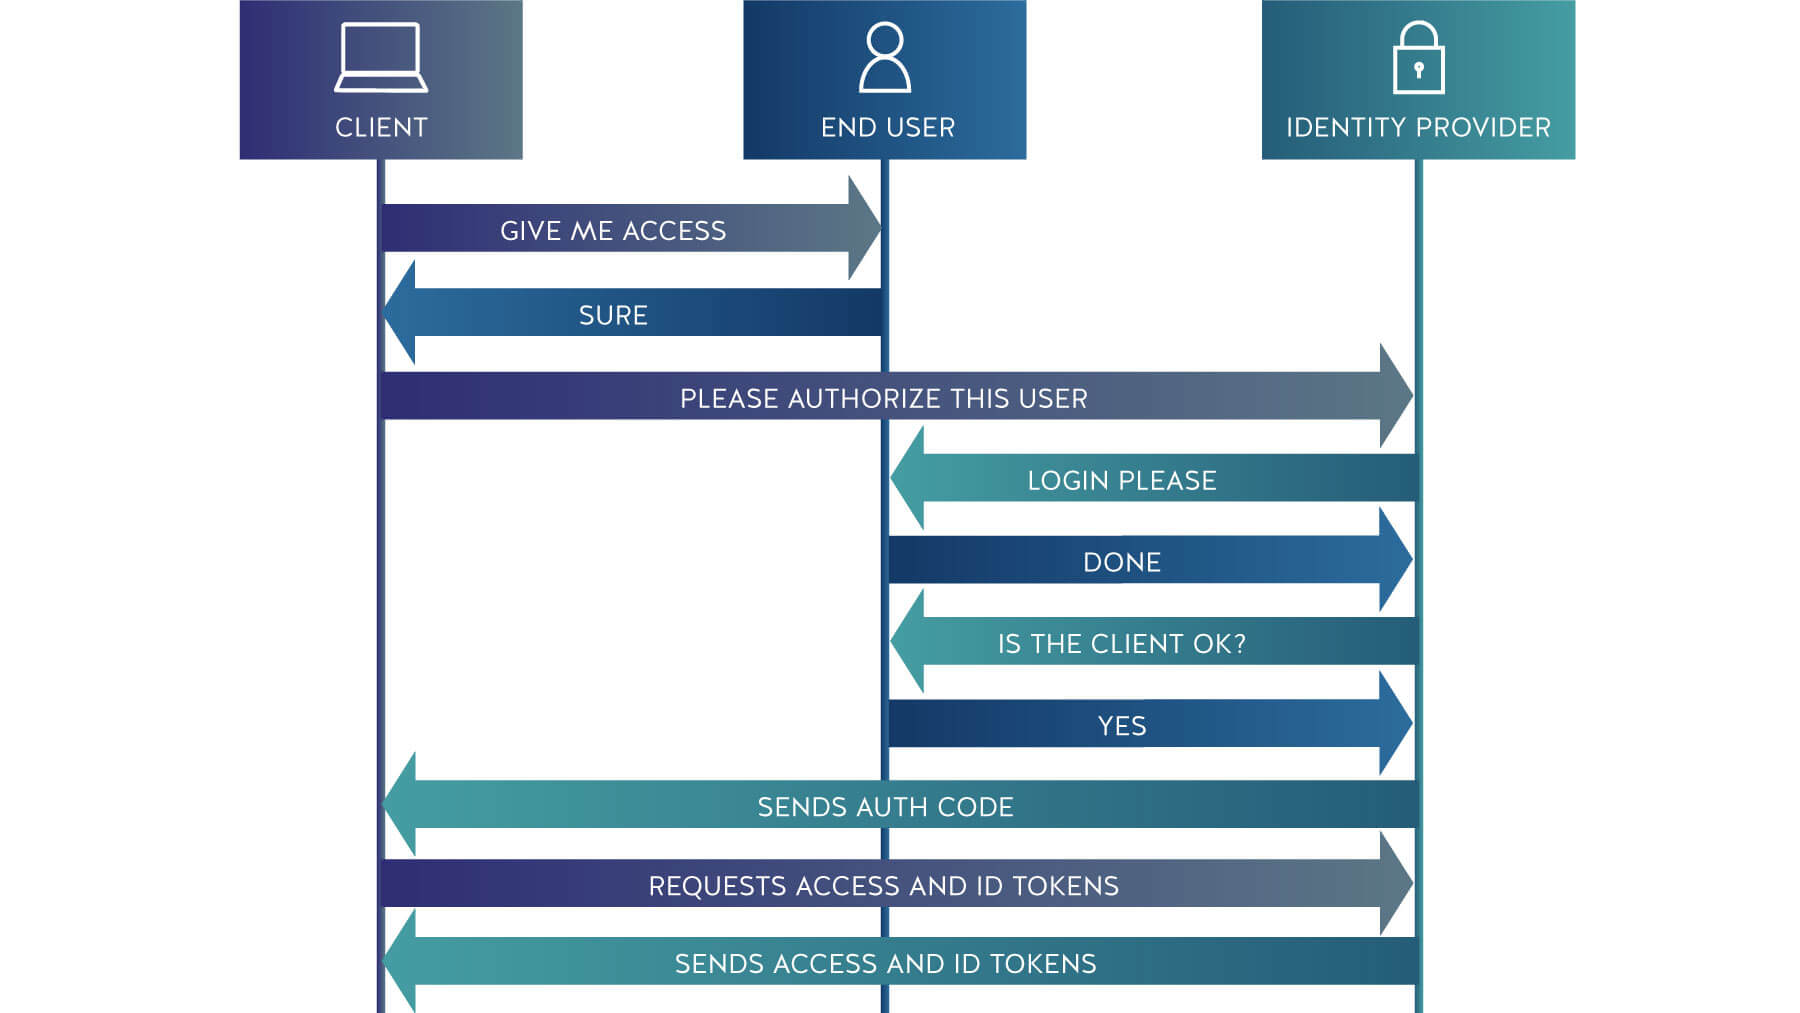 CLIENT
END USER
IDENTITY PROVIDER
GIVE ME ACCESS
SURE
PLEASE AUTHORIZE THIS USER
LOGIN PLEASE
DONE
IS THE CLIENT OK?
YES
SENDS AUTH CODE
REQUESTS ACCESS AND ID TOKENS
SENDS ACCESS AND ID TOKENS